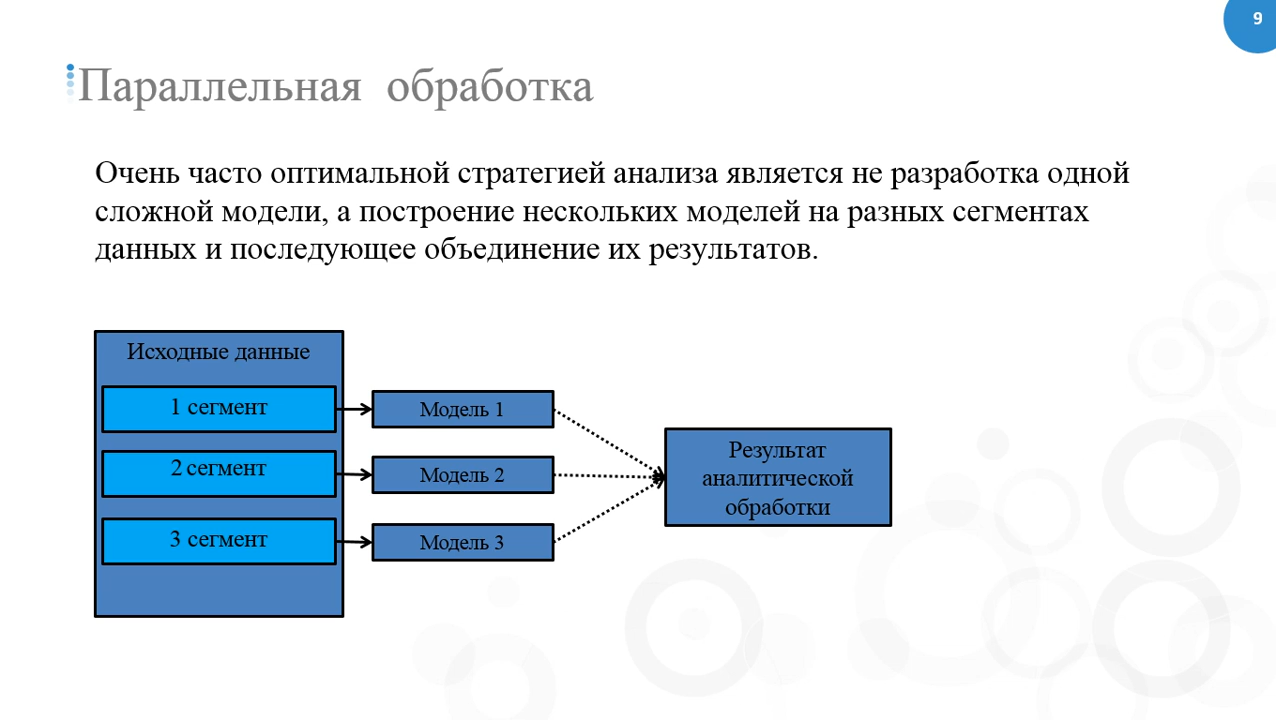 9
Параллельная обработка
Очень часто оптимальной стратегией анализа является не разработка одной
сложной модели, а построение нескольких моделей на разных сегментах
данных и последующее объединение их результатов.
Исходные данные
1 сегмент
Модель 1
2 сегмент
Модель 2
3 сегмент
Модель 3
Результат
аналитической
обработки